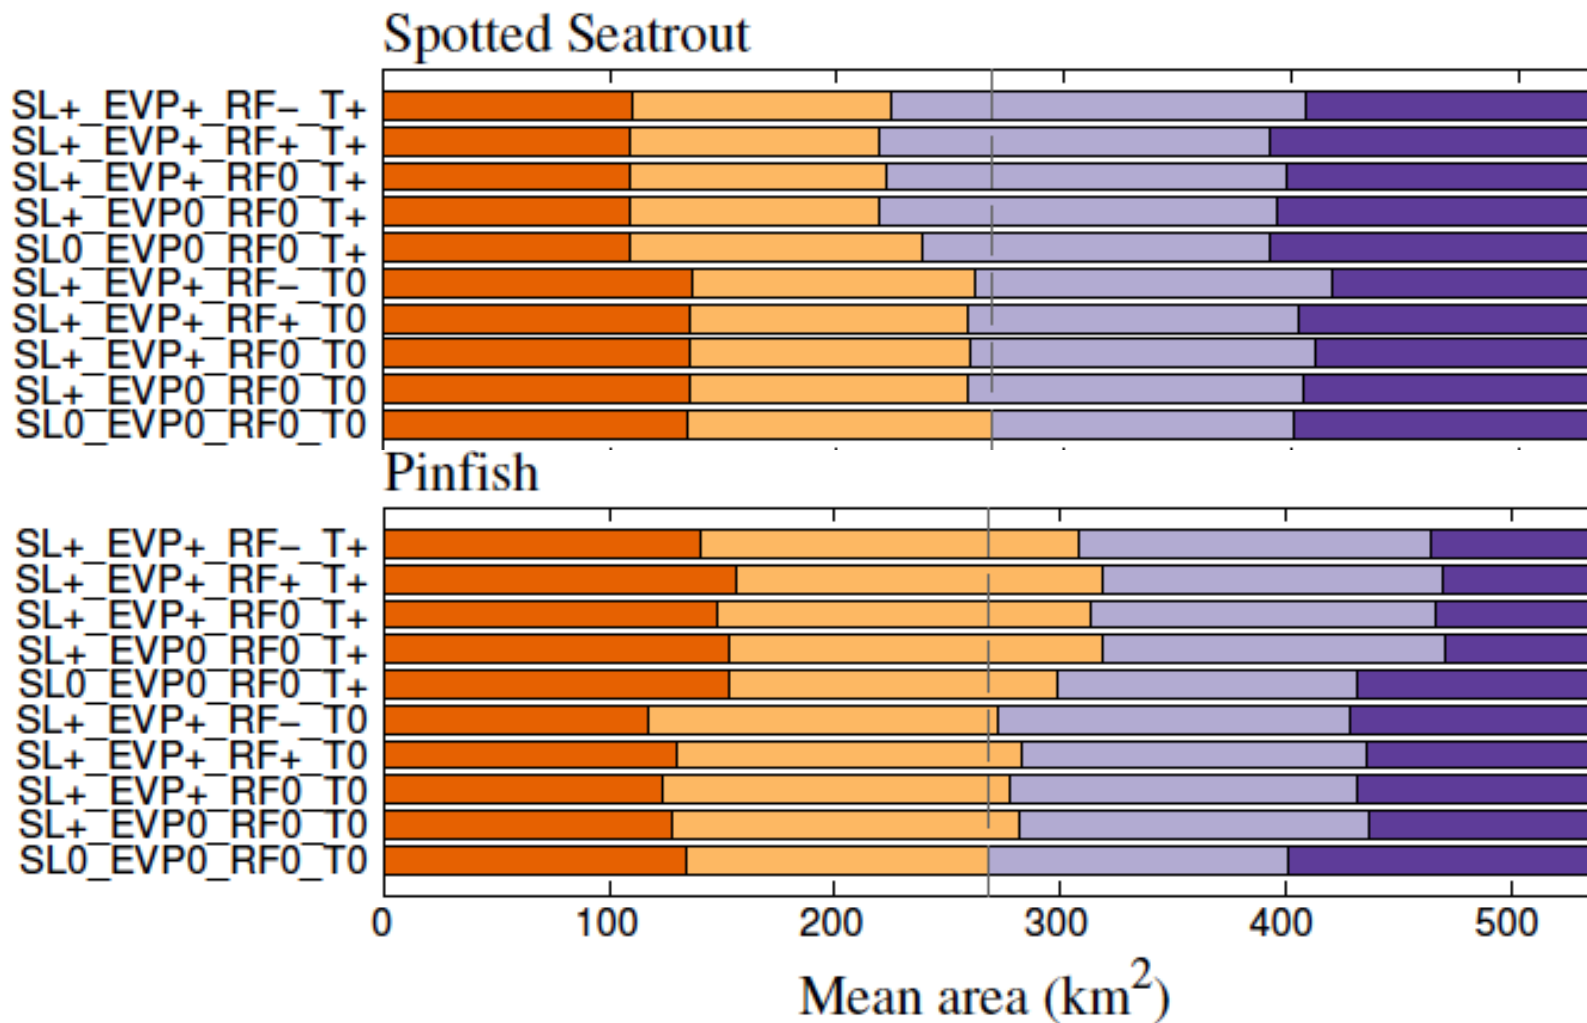 Spotted Seatrout
SL+_EVP+_RF−_T+
SL+_EVP+_RF+_T+
SL+_EVP+_RF0_T+
SL+_EVP0_RF0_T+
SL0_EVP0_RF0_T+
SL+_EVP+_RF−_T0
SL+_EVP+_RF+_T0
SL+_EVP+_RF0_T0
SL+_EVP0_RF0_T0
SL0_EVP0_RF0_T0
Pinfish
SL+_EVP+_RF−_T+
SL+_EVP+_RF+_T+
SL+_EVP+_RF0_T+
SL+_EVP0_RF0_T+
SL0_EVP0_RF0_T+
SL+_EVP+_RF−_T0
SL+_EVP+_RF+_T0
SL+_EVP+_RF0_T0
SL+_EVP0_RF0_T0
SL0_EVP0_RF0_T0
0 100 200 300 400 500
Mean area (km²)